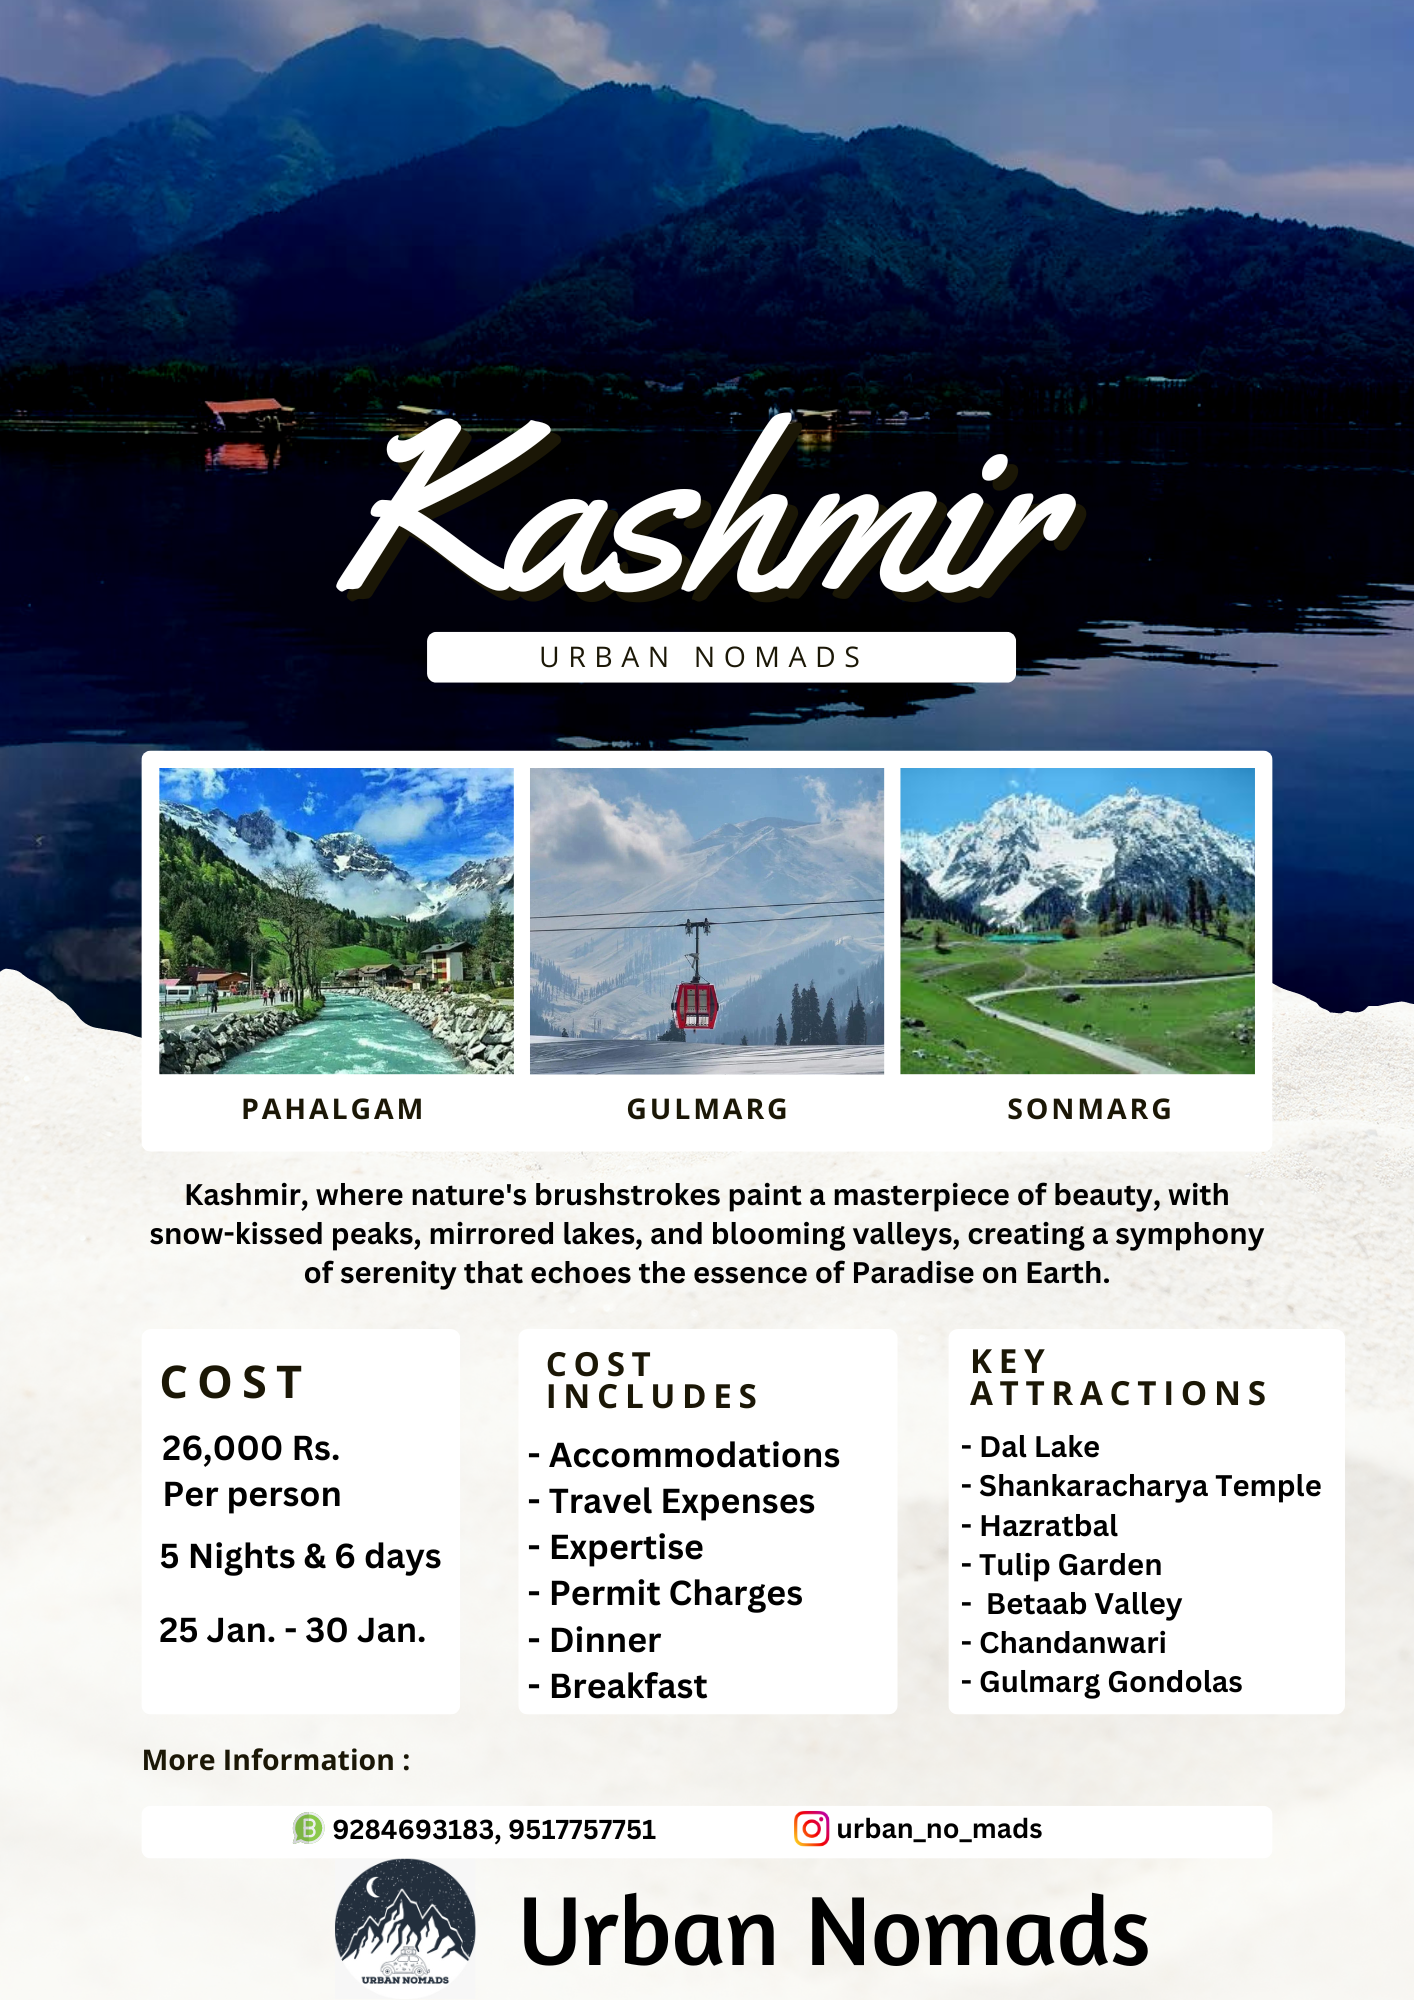 Kashmir
URBAN NOMADS
PAHALGAM
GULMARG
SONMARG
Kashmir, where nature's brushstrokes paint a masterpiece of beauty, with
snow-kissed peaks, mirrored lakes, and blooming valleys, creating a symphony
of serenity that echoes the essence of Paradise on Earth.
COST
26,000 Rs.
Per person
5 Nights & 6 days
25 Jan. - 30 Jan.
COST
INCLUDES
- Accommodations
- Travel Expenses
- Expertise
- Permit Charges
- Dinner
- Breakfast
KEY
ATTRACTIONS
- Dal Lake
- Shankaracharya Temple
- Hazratbal
- Tulip Garden
-  Betaab Valley
- Chandanwari
- Gulmarg Gondolas
More Information :
B 9284693183, 9517757751
urban_no_mads
URBAN NOMADS
Urban Nomads